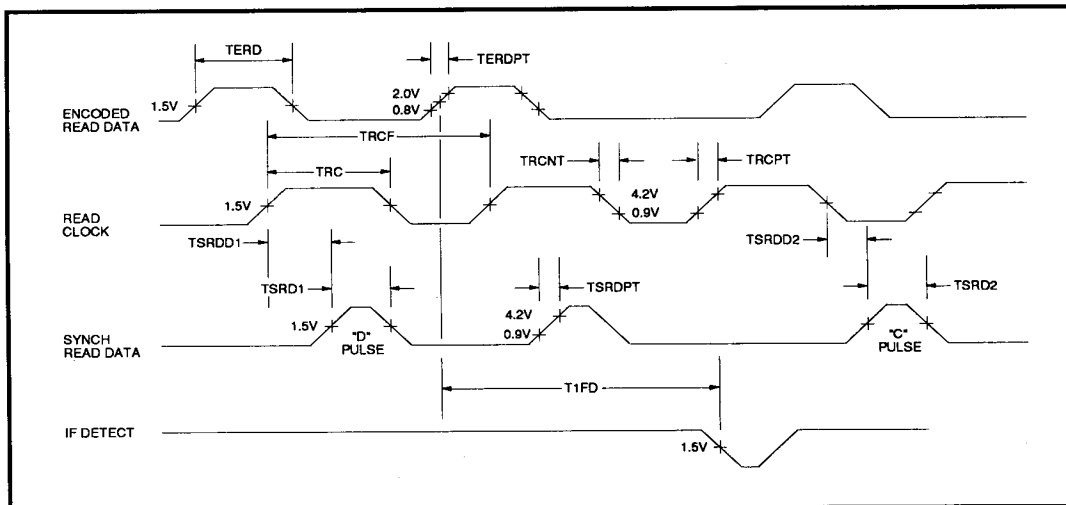 TERD
TERDPT
1.5V
2.0V
0.8V
ENCODED
READ DATA
TRCF
TRC
TRCNT
TRCPT
1.5V
4.2V
0.9V
READ
CLOCK
TSRDD1
TSRDD2
TSRD1
TSRDPT
TSRD2
1.5V
4.2V
0.9V
"D"
PULSE
"C"
PULSE
SYNCH
READ DATA
T1FD
IF DETECT
1.5V